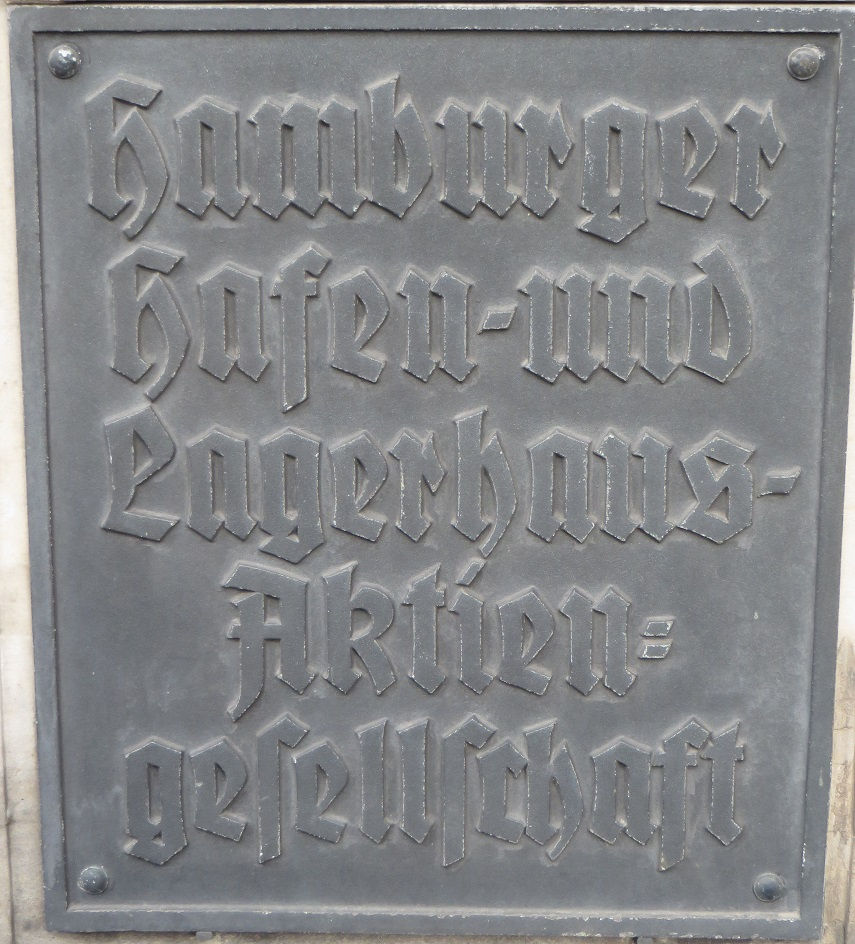 Hamburger
Hafen-und
Lagerhaus-
Aktien=
geſellſchaft